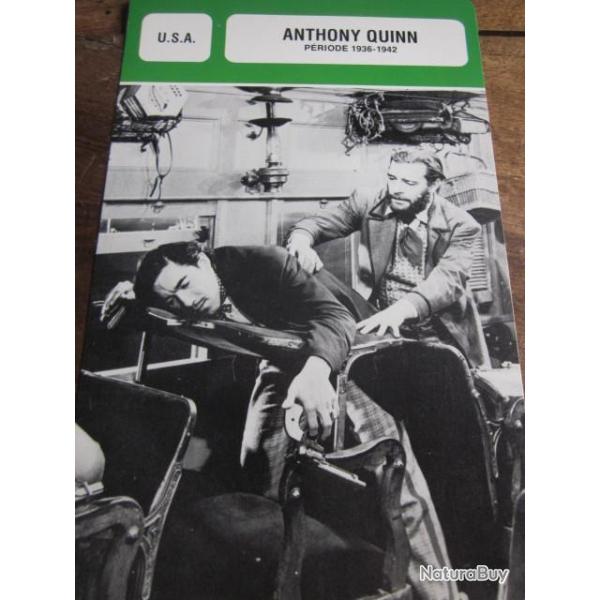 U.S.A.
ANTHONY QUINN
PÉRIODE 1936-1942
NaturaBuy